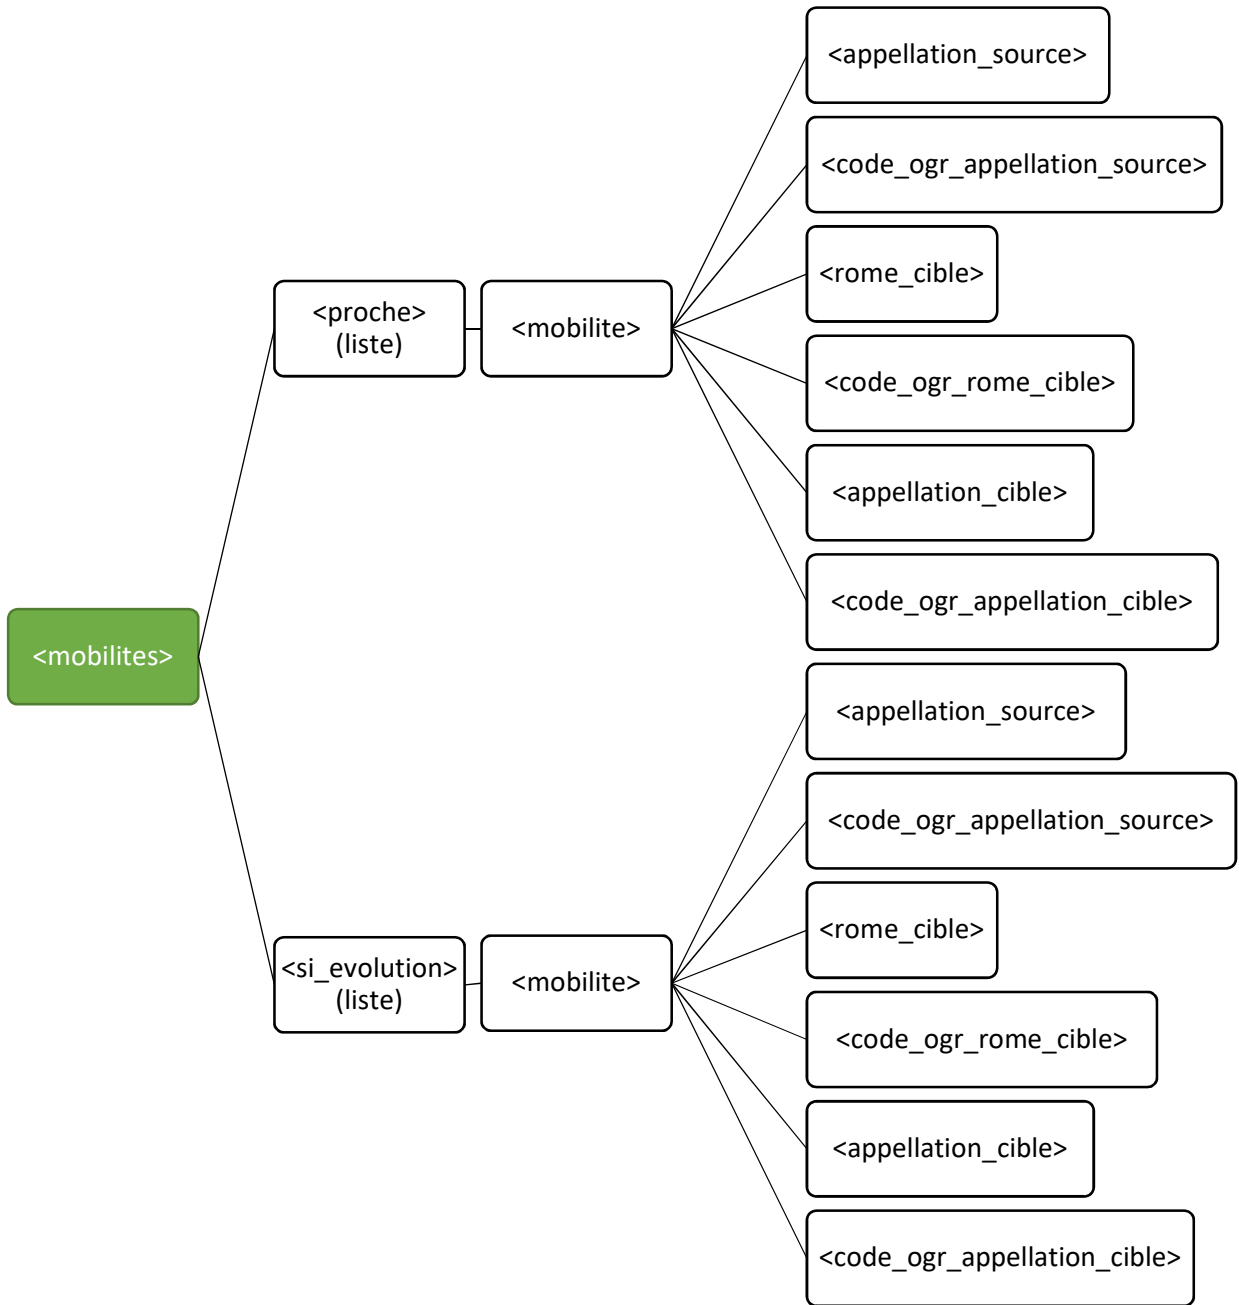 <mobilites>
<proche>
(liste)
<mobilite>
<appellation_source>
<code_ogr_appellation_source>
<rome_cible>
<code_ogr_rome_cible>
<appellation_cible>
<code_ogr_appellation_cible>
<si_evolution>
(liste)
<mobilite>
<appellation_source>
<code_ogr_appellation_source>
<rome_cible>
<code_ogr_rome_cible>
<appellation_cible>
<code_ogr_appellation_cible>